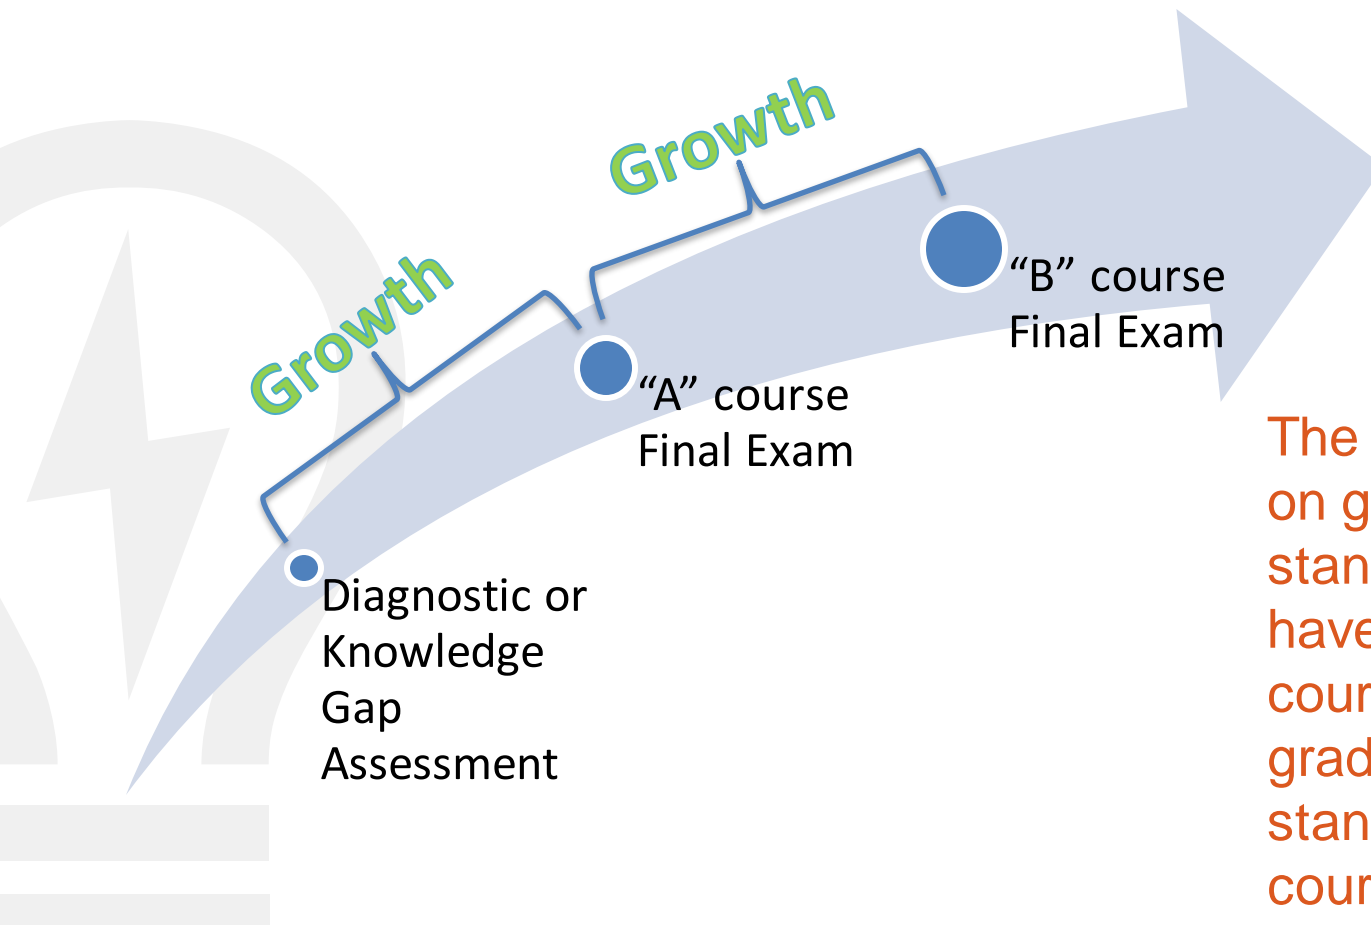 Growth
Growth
“B” course
Final Exam
“A” course
Final Exam
Diagnostic or
Knowledge
Gap
Assessment
The
on g
stan
have
cour
grad
stan
cour